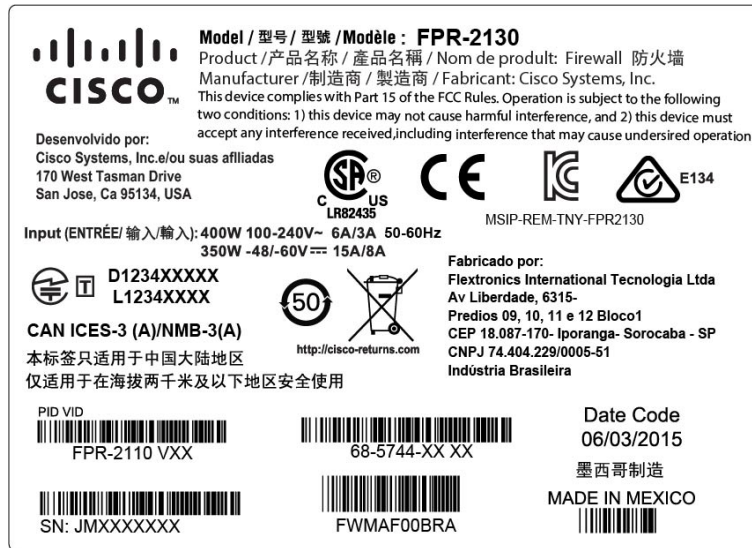 CISCO™
Model / 型号 / 型號 /Modèle : FPR-2130
Product /产品名称 / 產品名稱 / Nom de prodult: Firewall 防火墙
Manufacturer /制造商 / 製造商 / Fabricant: Cisco Systems, Inc.
This device complies with Part 15 of the FCC Rules. Operation is subject to the following
two conditions: 1) this device may not cause harmful interference, and 2) this device must
accept any interference received,including interference that may cause undersired operation
Desenvolvido por:
Cisco Systems, Inc.e/ou suas aflliadas
170 West Tasman Drive
San Jose, Ca 95134, USA
SA ®
C US
LR82435
CE
E134
MSIP-REM-TNY-FPR2130
Input (ENTRÉE/ 输入/輸入): 400W 100-240V~ 6A/3A 50-60Hz
350W -48/-60V⎓ 15A/8A
T
D1234XXXXX
L1234XXXX
50
http://cisco-returns.com
CAN ICES-3 (A)/NMB-3(A)
本标签只适用于中国大陆地区
仅适用于在海拔两千米及以下地区安全使用
Fabricado por:
Flextronics International Tecnologia Ltda
Av Liberdade, 6315-
Predios 09, 10, 11 e 12 Bloco1
CEP 18.087-170- Iporanga- Sorocaba - SP
CNPJ 74.404.229/0005-51
Indústria Brasileira
PID VID
FPR-2110 VXX
68-5744-XX XX
SN: JMXXXXXXX
FWMAF00BRA
Date Code
06/03/2015
墨西哥制造
MADE IN MEXICO